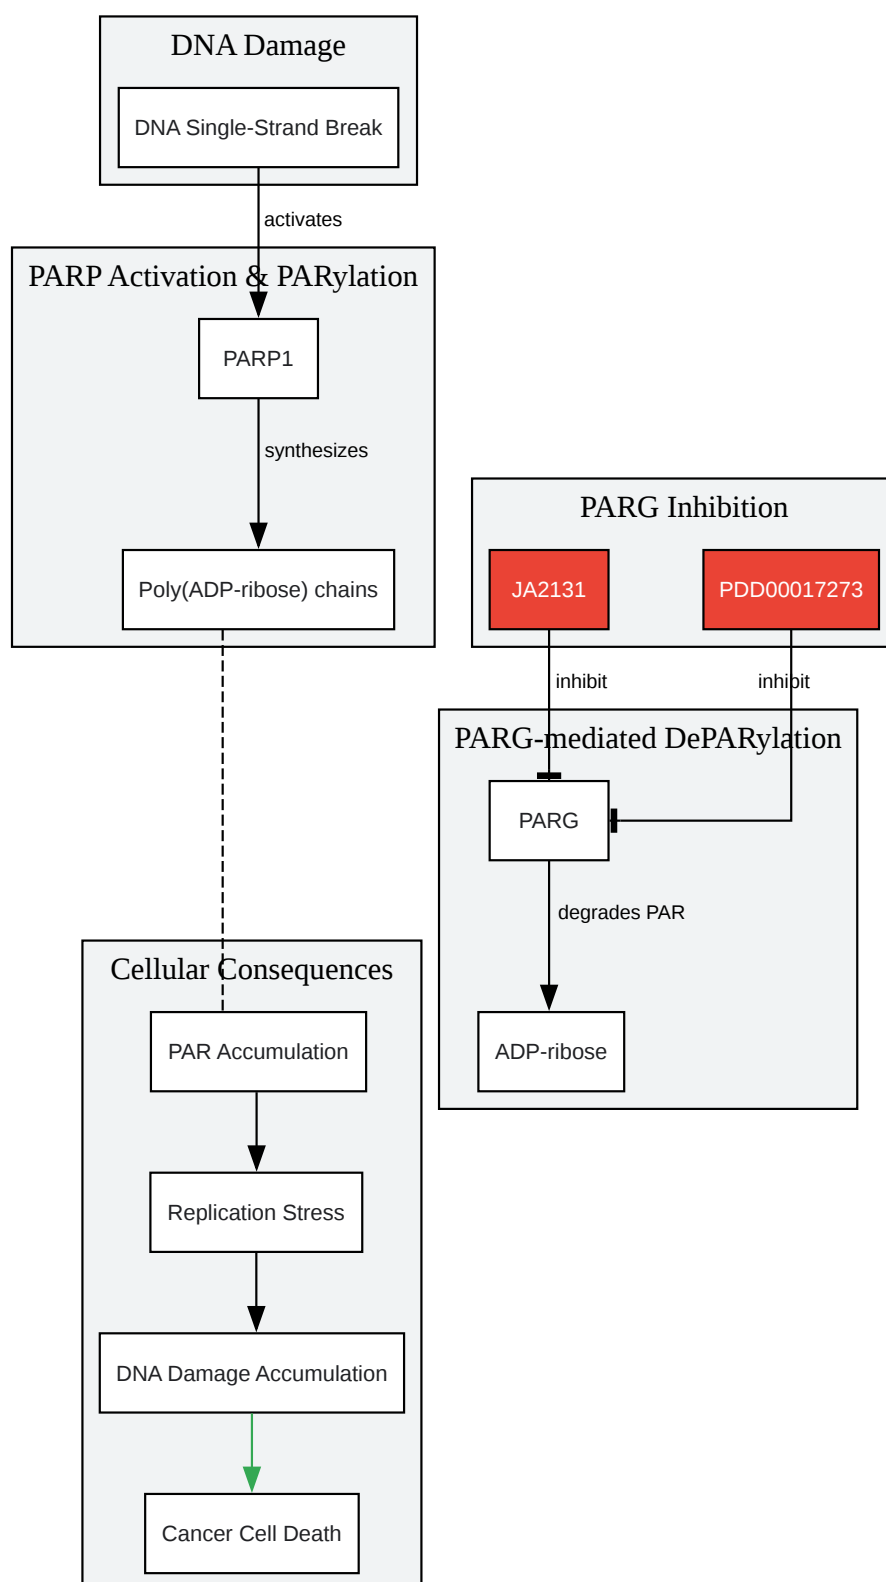 DNA Damage
DNA Single-Strand Break
activates
PARP Activation & PARylation
PARP1
synthesizes
Poly(ADP-ribose) chains
PARG Inhibition
JA2131
PDD00017273
inhibit
inhibit
PARG-mediated DePARylation
PARG
degrades PAR
ADP-ribose
Cellular Consequences
PAR Accumulation
Replication Stress
DNA Damage Accumulation
Cancer Cell Death